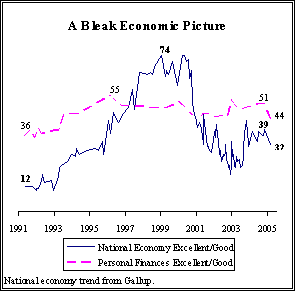 A Bleak Economic Picture
74
55
51
36
44
39
32
12
1991 1993 1995 1997 1999 2001 2003 2005
National Economy Excellent/Good
Personal Finances Excellent/Good
National economy trend from Gallup.